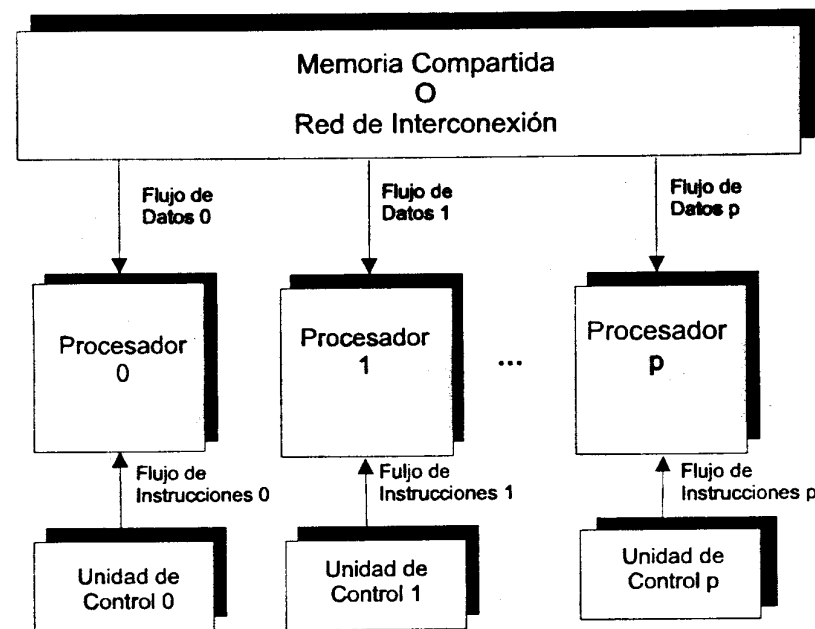 Memoria Compartida
O
Red de Interconexión
Flujo de
Datos 0
Flujo de
Datos 1
Flujo de
Datos p
Procesador
0
Procesador
1
...
Procesador
p
Flujo de
Instrucciones 0
Fuljo de
Instrucciones 1
Flujo de
Instrucciones p
Unidad de
Control 0
Unidad de
Control 1
Unidad de
Control p